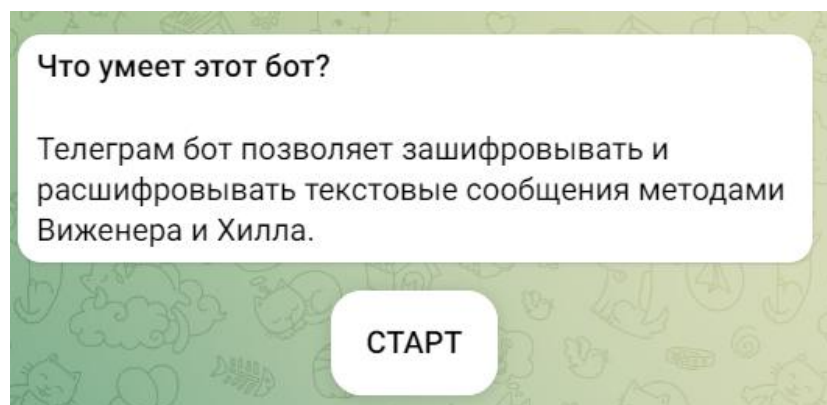 Что умеет этот бот?
Телеграм бот позволяет зашифровывать и
расшифровывать текстовые сообщения методами
Виженера и Хилла.
СТАРТ